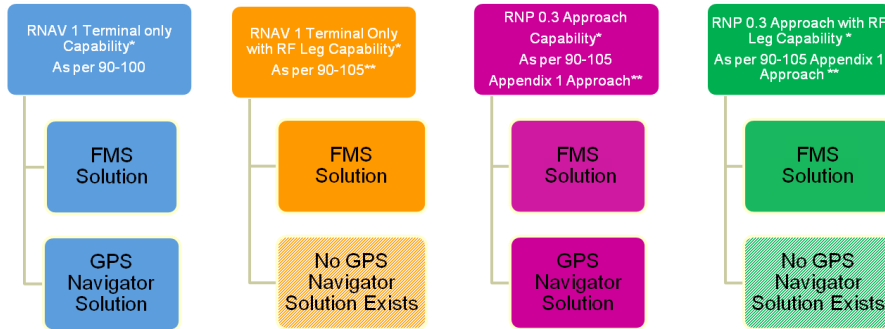 RNAV 1 Terminal only
Capability*
As per 90-100
FMS
Solution
GPS
Navigator
Solution
RNAV 1 Terminal Only
with RF Leg Capability*
As per 90-105**
FMS
Solution
No GPS
Navigator
Solution Exists
RNP 0.3 Approach
Capability*
As per 90-105
Appendix 1 Approach**
FMS
Solution
GPS
Navigator
Solution
RNP 0.3 Approach with RF
Leg Capability *
As per 90-105 Appendix 1
Approach **
FMS
Solution
No GPS
Navigator
Solution Exists